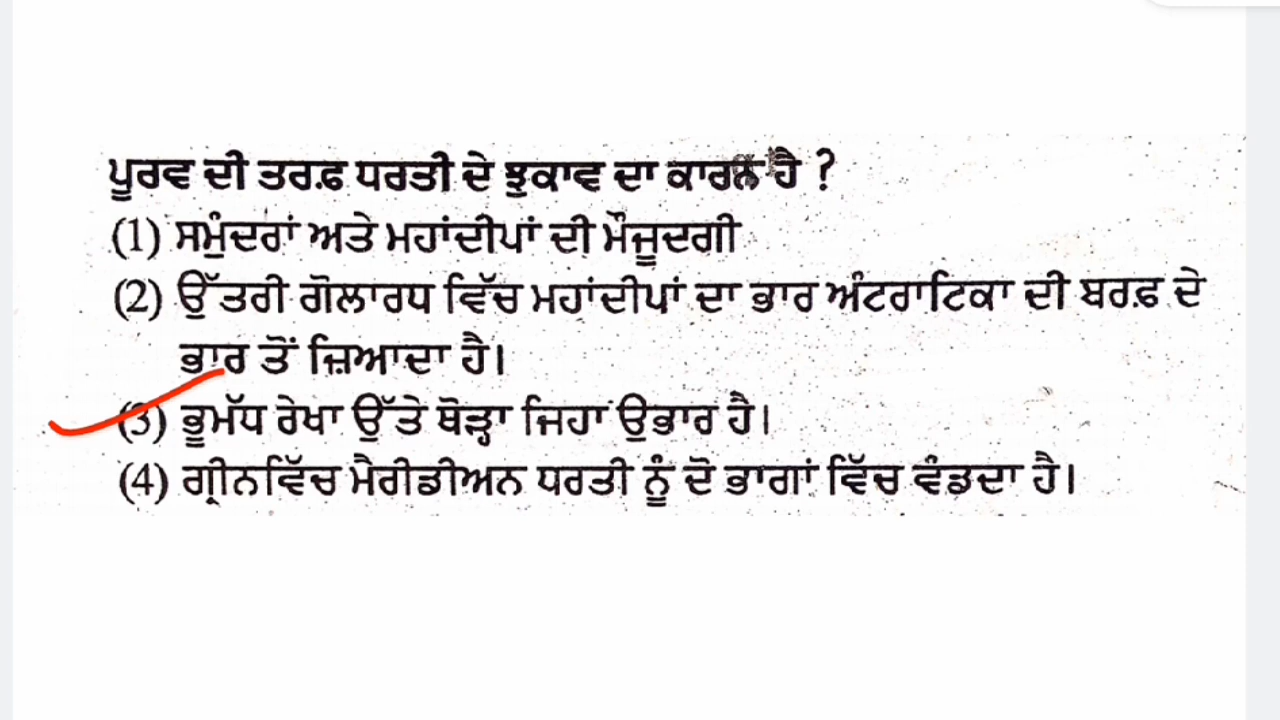 ਪੂਰਵ ਦੀ ਤਰਫ਼ ਧਰਤੀ ਦੇ ਝੁਕਾਵ ਦਾ ਕਾਰਨ ਹੈ ?
(1) ਸਮੁੰਦਰਾਂ ਅਤੇ ਮਹਾਂਦੀਪਾਂ ਦੀ ਮੌਜੂਦਗੀ
(2) ਉੱਤਰੀ ਗੋਲਾਰਧ ਵਿੱਚ ਮਹਾਂਦੀਪਾਂ ਦਾ ਭਾਰ ਅੰਟਰਾਟਿਕਾ ਦੀ ਬਰਫ਼ ਦੇ
ਭਾਰ ਤੋਂ ਜ਼ਿਆਦਾ ਹੈ।
(3) ਭੂਮੱਧ ਰੇਖਾ ਉੱਤੇ ਥੋੜ੍ਹਾ ਜਿਹਾ ਉਭਾਰ ਹੈ।
(4) ਗ੍ਰੀਨਵਿੱਚ ਮੈਰੀਡੀਅਨ ਧਰਤੀ ਨੂੰ ਦੋ ਭਾਗਾਂ ਵਿੱਚ ਵੰਡਦਾ ਹੈ।